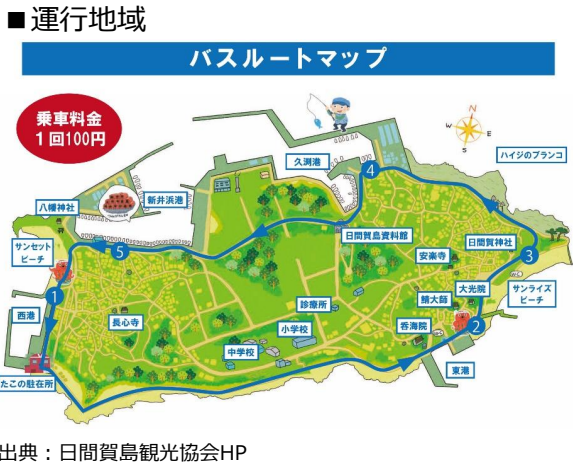 ■運行地域
バスルートマップ
乗車料金
1回100円
N
W
E
S
ハイジのブランコ
久渕港
4
八幡神社
新井浜港
日間賀島資料館
日間賀神社
サンセット
ビーチ
5
安楽寺
3
1
大光院
サンライズ
ビーチ
西港
診療所
鯖大師
2
長心寺
小学校
呑海院
中学校
東港
たこの駐在所
出典：日間賀島観光協会HP